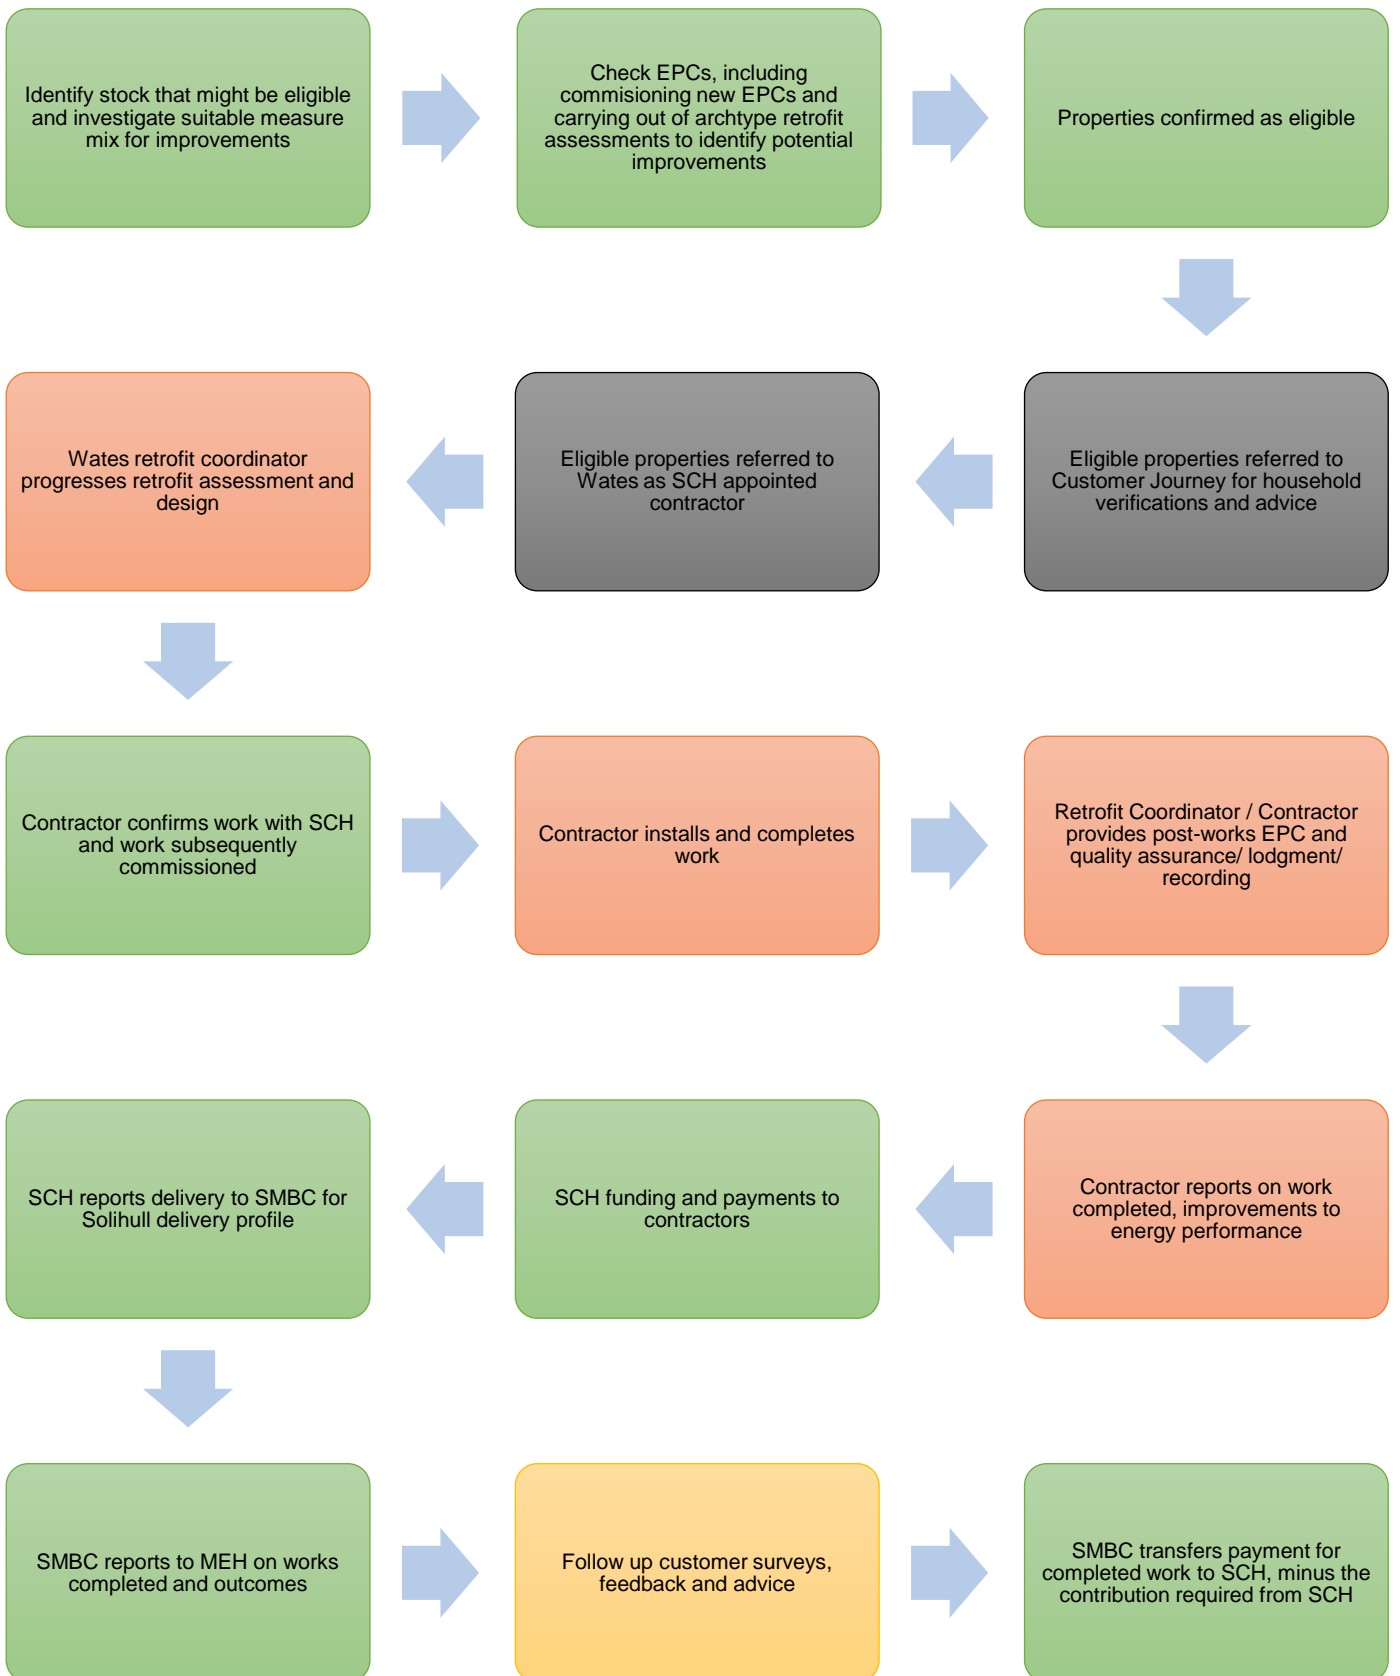 Identify stock that might be eligible
and investigate suitable measure
mix for improvements
Check EPCs, including
commisioning new EPCs and
carrying out of archtype retrofit
assessments to identify potential
improvements
Properties confirmed as eligible
Eligible properties referred to
Customer Journey for household
verifications and advice
Eligible properties referred to
Wates as SCH appointed
contractor
Wates retrofit coordinator
progresses retrofit assessment and
design
Contractor confirms work with SCH
and work subsequently
commissioned
Contractor installs and completes
work
Retrofit Coordinator / Contractor
provides post-works EPC and
quality assurance/ lodgment/
recording
Contractor reports on work
completed, improvements to
energy performance
SCH funding and payments to
contractors
SCH reports delivery to SMBC for
Solihull delivery profile
SMBC reports to MEH on works
completed and outcomes
Follow up customer surveys,
feedback and advice
SMBC transfers payment for
completed work to SCH, minus the
contribution required from SCH